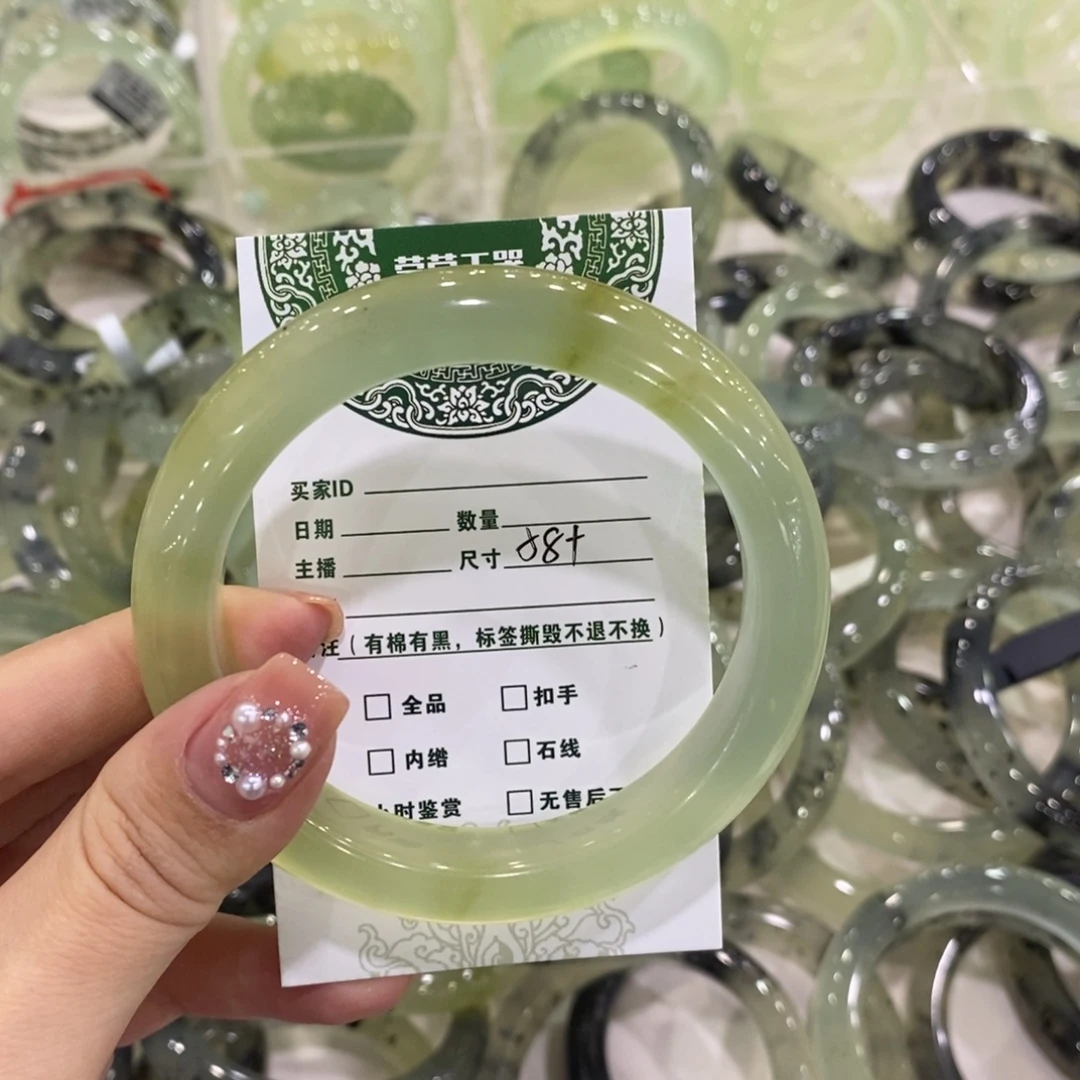 买家ID
日期 数量
主播 尺寸 58+
注（有棉有黑，标签撕毁不退不换）
□ 全品 □ 扣手
□ 内绺 □ 石线
小时鉴赏 □ 无售后